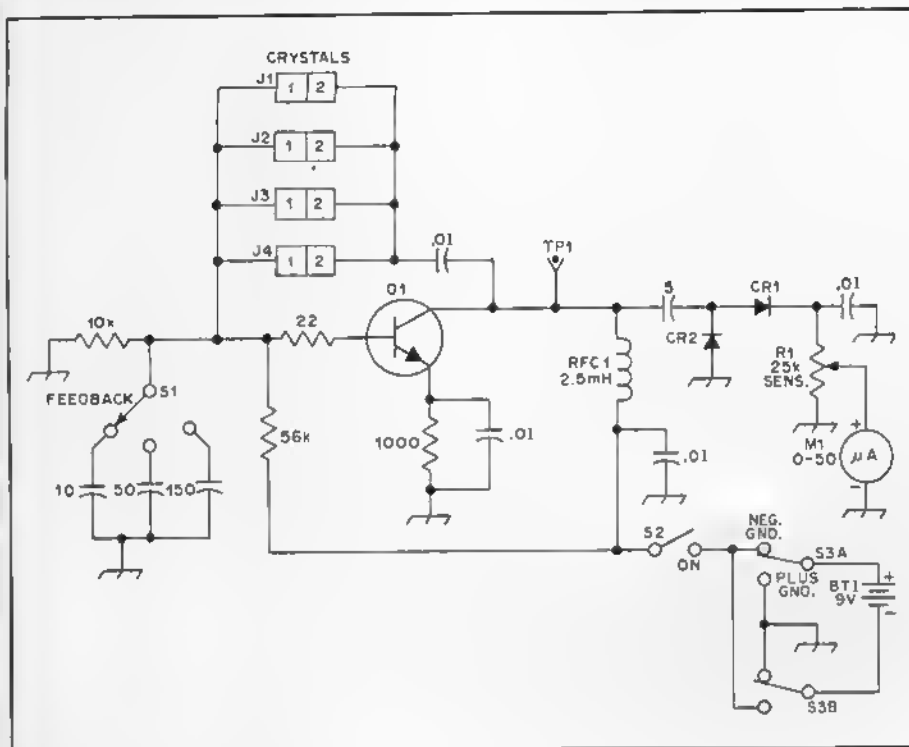 CRYSTALS
J1 1 2
J2 1 2
J3 1 2
J4 1 2
.01
TP1
10k
22
Q1
5
CR1
.01
CR2
RFC1
2.5mH
R1
25k
SENS.
FEEDBACK
S1
56k
1000
.01
.01
M1
0-50
+
µA
-
10
50
150
S2
ON
NEG.
GND.
S3A
PLUS
GND.
BT1
9V
+
-
S3B